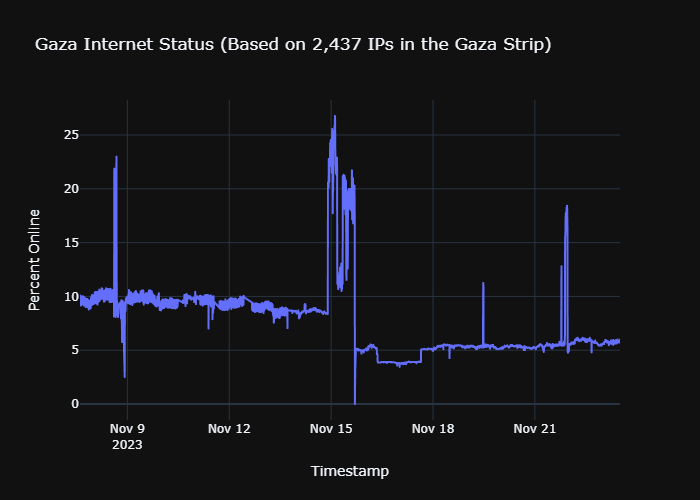 Gaza Internet Status (Based on 2,437 IPs in the Gaza Strip)
25
20
15
10
5
0
Percent Online
Nov 9
2023
Nov 12
Nov 15
Nov 18
Nov 21
Timestamp